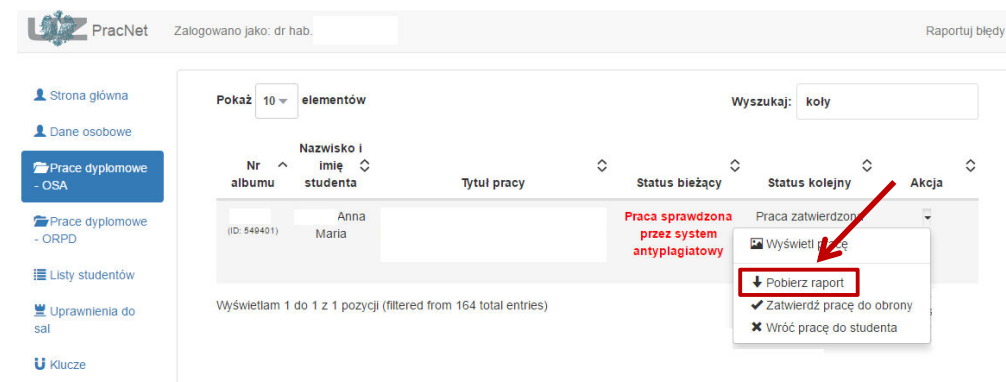 UZ PracNet Zalogowano jako: dr hab. Raportuj błędy
Strona główna
Dane osobowe
Prace dyplomowe
- OSA
Prace dyplomowe
- ORPD
Listy studentów
Uprawnienia do
sal
Klucze
Pokaż 10 elementów Wyszukaj: koły
Nr albumu
Nazwisko i imię studenta
Tytuł pracy
Status bieżący
Status kolejny
Akcja
(ID: 549401)
Anna
Maria
Praca sprawdzona
przez system
antyplagiatowy
Praca zatwierdzona
Wyświetl pracę
Pobierz raport
Zatwierdź pracę do obrony
Wróć pracę do studenta
Wyświetlam 1 do 1 z 1 pozycji (filtered from 164 total entries)